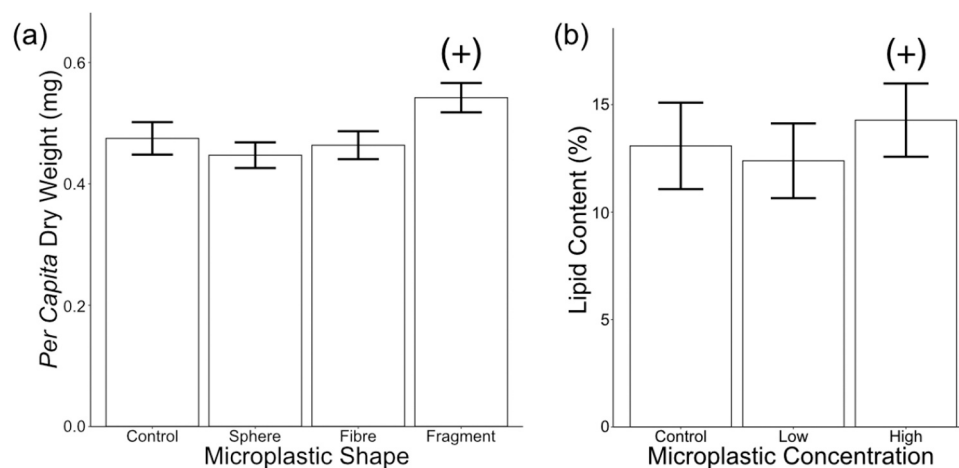 (a)
(+)
Per Capita Dry Weight (mg)
0.6
0.4
0.2
0.0
Control Sphere Fibre Fragment
Microplastic Shape
(b)
(+)
Lipid Content (%)
15
10
5
0
Control Low High
Microplastic Concentration